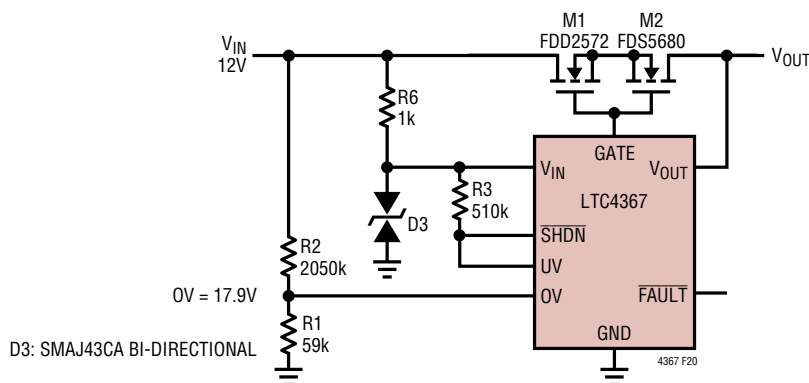 M1
FDD2572
M2
FDS5680
VIN
12V
VOUT
R6
1k
GATE
VIN
VOUT
LTC4367
R3
510k
D3
SHDN
UV
R2
2050k
OV = 17.9V
OV
FAULT
R1
59k
GND
D3: SMAJ43CA BI-DIRECTIONAL
4367 F20